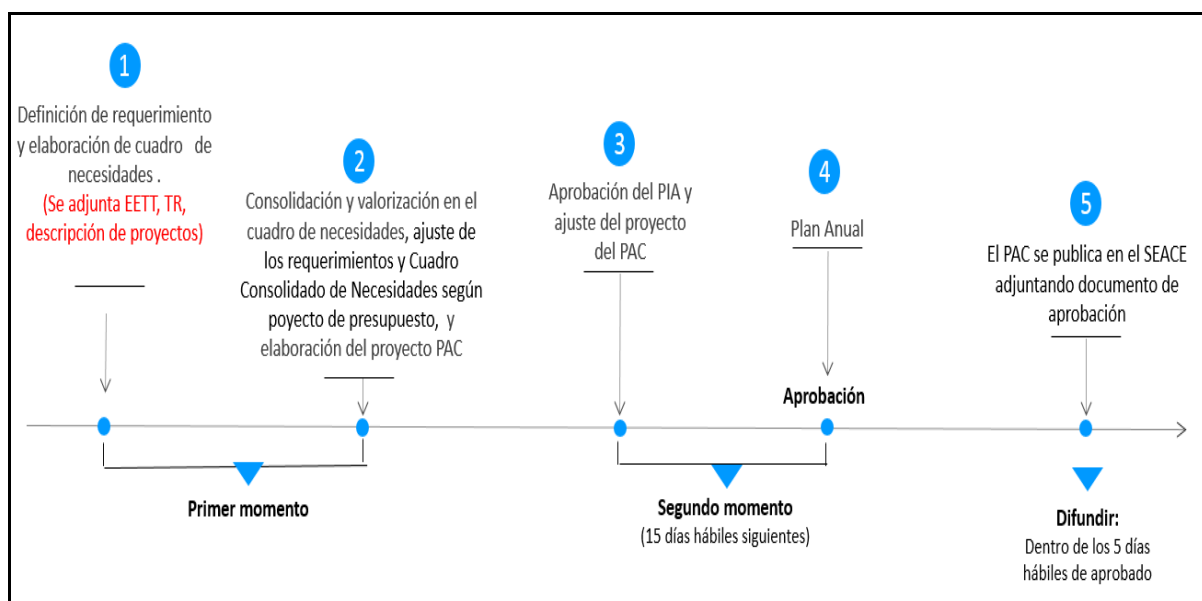 1
Definición de requerimiento
y elaboración de cuadro de
necesidades .
(Se adjunta EETT, TR,
descripción de proyectos)
2
Consolidación y valorización en el
cuadro de necesidades, ajuste de
los requerimientos y Cuadro
Consolidado de Necesidades según
poyecto de presupuesto, y
elaboración del proyecto PAC
3
Aprobación del PIA y
ajuste del proyecto
del PAC
4
Plan Anual
Aprobación
5
El PAC se publica en el SEACE
adjuntando documento de
aprobación
Primer momento
Segundo momento
(15 días hábiles siguientes)
Difundir:
Dentro de los 5 días
hábiles de aprobado